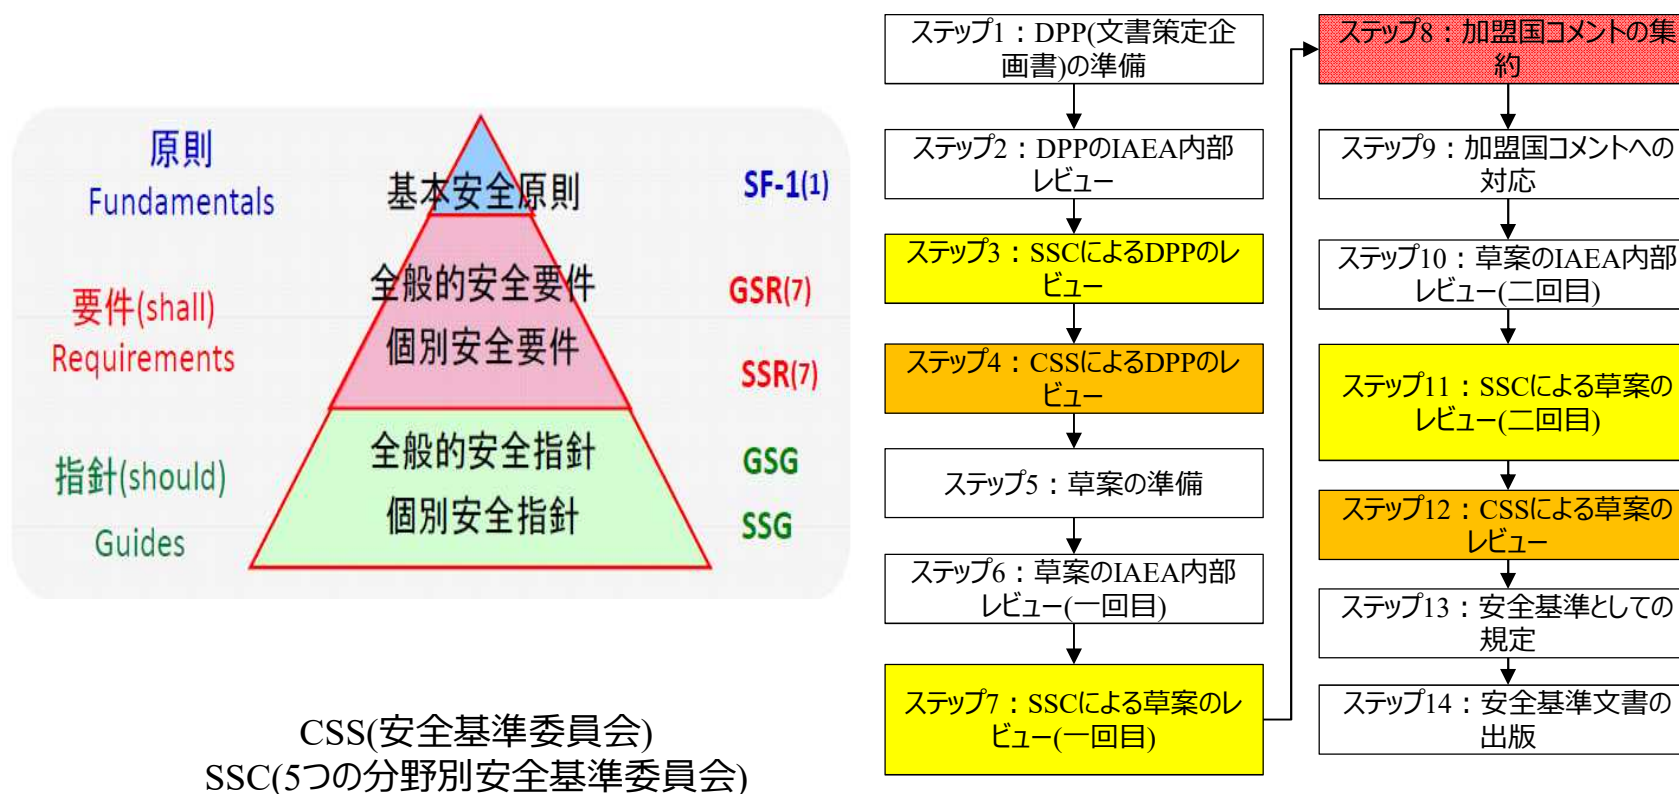 原則
Fundamentals
基本安全原則
SF-1(1)
要件(shall)
Requirements
全般的安全要件
GSR(7)
個別安全要件
SSR(7)
指針(should)
Guides
全般的安全指針
GSG
個別安全指針
SSG
CSS(安全基準委員会)
SSC(5つの分野別安全基準委員会)
ステップ1：DPP(文書策定企
画書)の準備
ステップ2：DPPのIAEA内部
レビュー
ステップ3：SSCによるDPPのレ
ビュー
ステップ4：CSSによるDPPのレ
ビュー
ステップ5：草案の準備
ステップ6：草案のIAEA内部
レビュー(一回目)
ステップ7：SSCによる草案のレ
ビュー(一回目)
ステップ8：加盟国コメントの集
約
ステップ9：加盟国コメントへの
対応
ステップ10：草案のIAEA内部
レビュー(二回目)
ステップ11：SSCによる草案の
レビュー(二回目)
ステップ12：CSSによる草案の
レビュー
ステップ13：安全基準としての
規定
ステップ14：安全基準文書の
出版